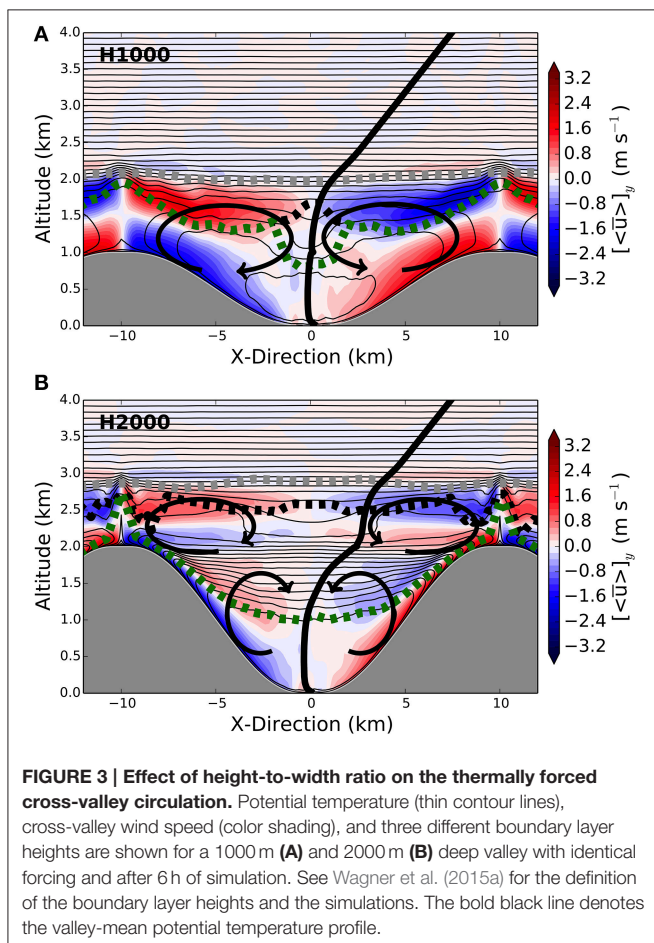 A
H1000
4.0
3.5
3.0
2.5
2.0
1.5
1.0
0.5
0.0
Altitude (km)
−10 −5 0 5 10
X-Direction (km)
3.2
2.4
1.6
0.8
0.0
−0.8
−1.6
−2.4
−3.2
[<u̅>]y (m s−1)
B
H2000
4.0
3.5
3.0
2.5
2.0
1.5
1.0
0.5
0.0
Altitude (km)
−10 −5 0 5 10
X-Direction (km)
3.2
2.4
1.6
0.8
0.0
−0.8
−1.6
−2.4
−3.2
[<u̅>]y (m s−1)
FIGURE 3 | Effect of height-to-width ratio on the thermally forced
cross-valley circulation. Potential temperature (thin contour lines),
cross-valley wind speed (color shading), and three different boundary layer
heights are shown for a 1000 m (A) and 2000 m (B) deep valley with identical
forcing and after 6 h of simulation. See Wagner et al. (2015a) for the definition
of the boundary layer heights and the simulations. The bold black line denotes
the valley-mean potential temperature profile.